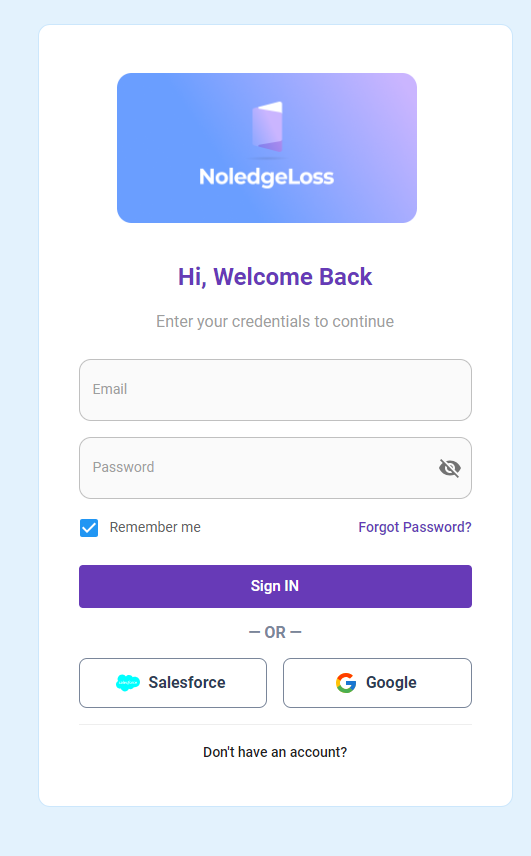 NoledgeLoss
Hi, Welcome Back
Enter your credentials to continue
Email
Password
Remember me
Forgot Password?
Sign IN
— OR —
Salesforce
Google
Don't have an account?